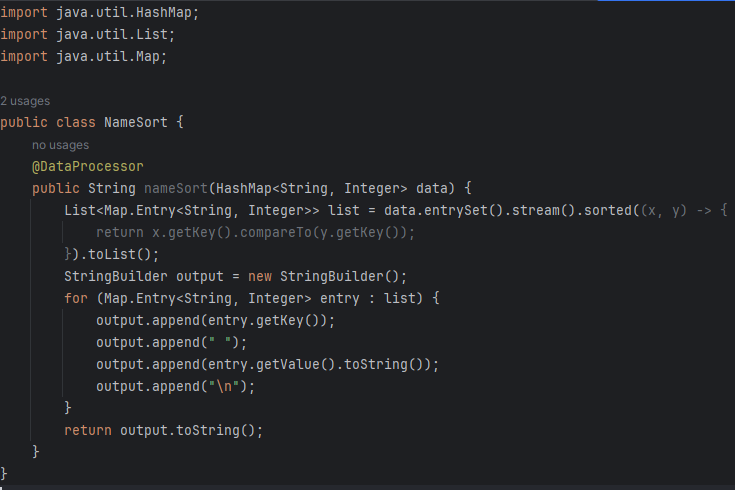 import java.util.HashMap;
import java.util.List;
import java.util.Map;
2 usages
public class NameSort {
no usages
@DataProcessor
public String nameSort(HashMap<String, Integer> data) {
List<Map.Entry<String, Integer>> list = data.entrySet().stream().sorted((x, y) -> {
return x.getKey().compareTo(y.getKey());
}).toList();
StringBuilder output = new StringBuilder();
for (Map.Entry<String, Integer> entry : list) {
output.append(entry.getKey());
output.append(" ");
output.append(entry.getValue().toString());
output.append("\n");
}
return output.toString();
}
}